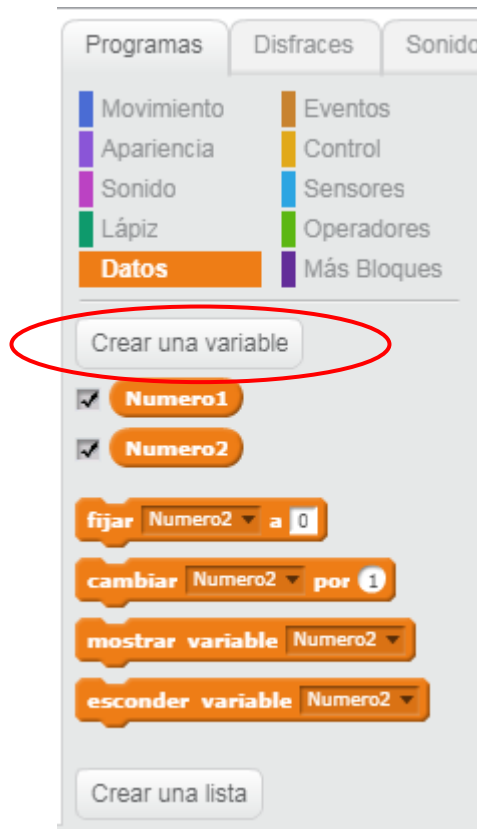 Programas Disfraces Sonido
Movimiento Eventos
Apariencia Control
Sonido Sensores
Lápiz Operadores
Datos Más Bloques
Crear una variable
Numero1
Numero2
fijar Numero2 a 0
cambiar Numero2 por 1
mostrar variable Numero2
esconder variable Numero2
Crear una lista